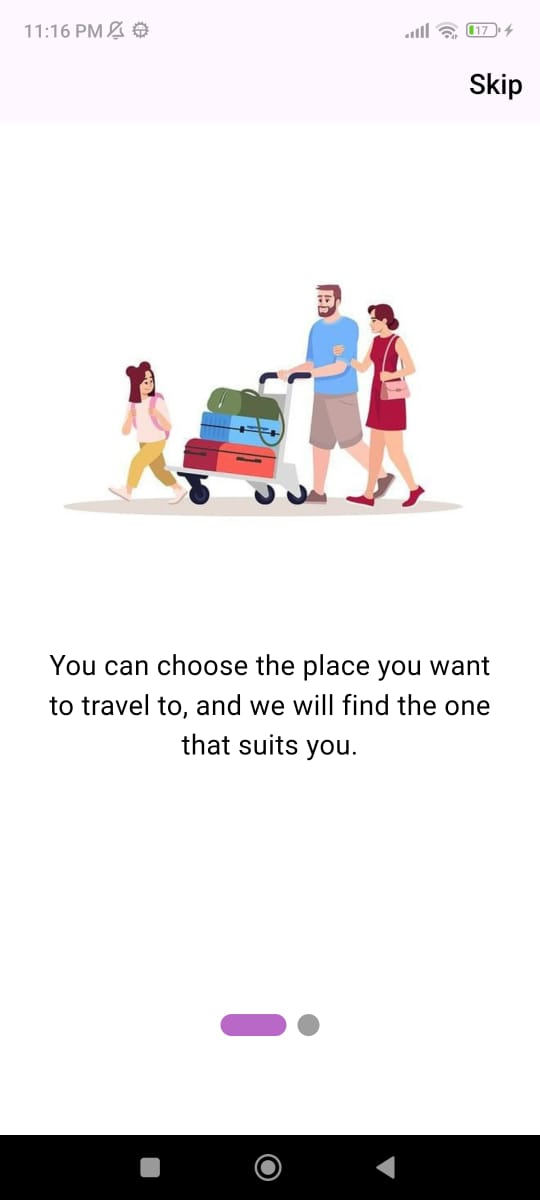 11:16 PM
17
Skip
You can choose the place you want
to travel to, and we will find the one
that suits you.